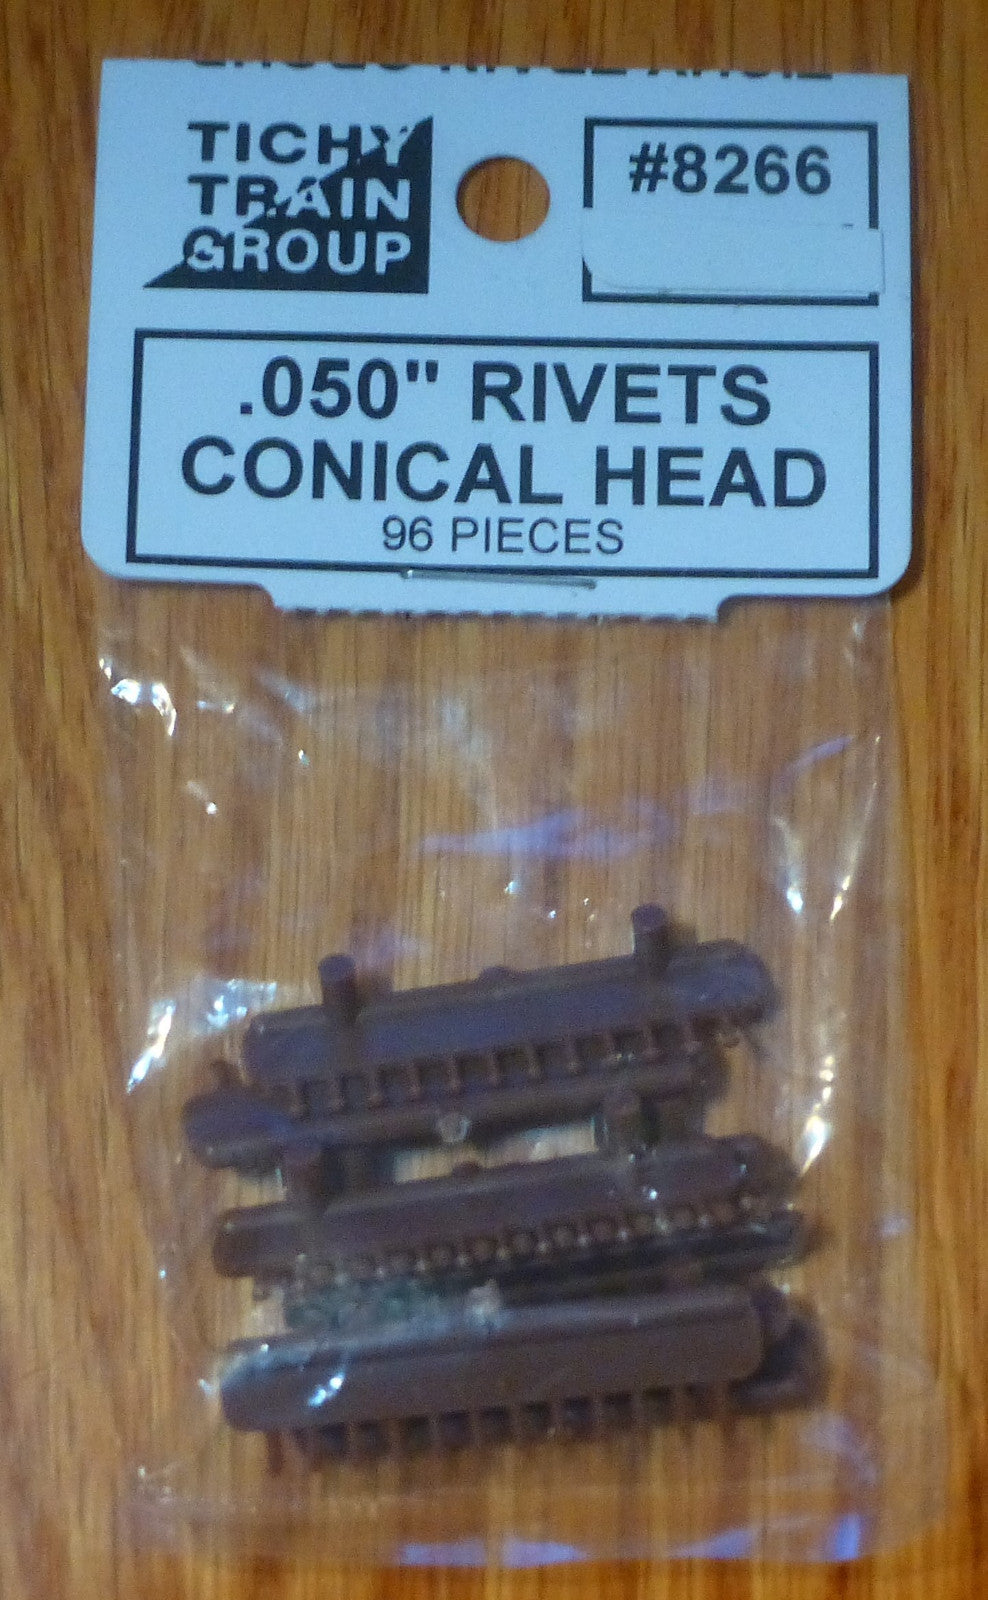 TICHY
TRAIN
GROUP
#8266
.050" RIVETS
CONICAL HEAD
96 PIECES